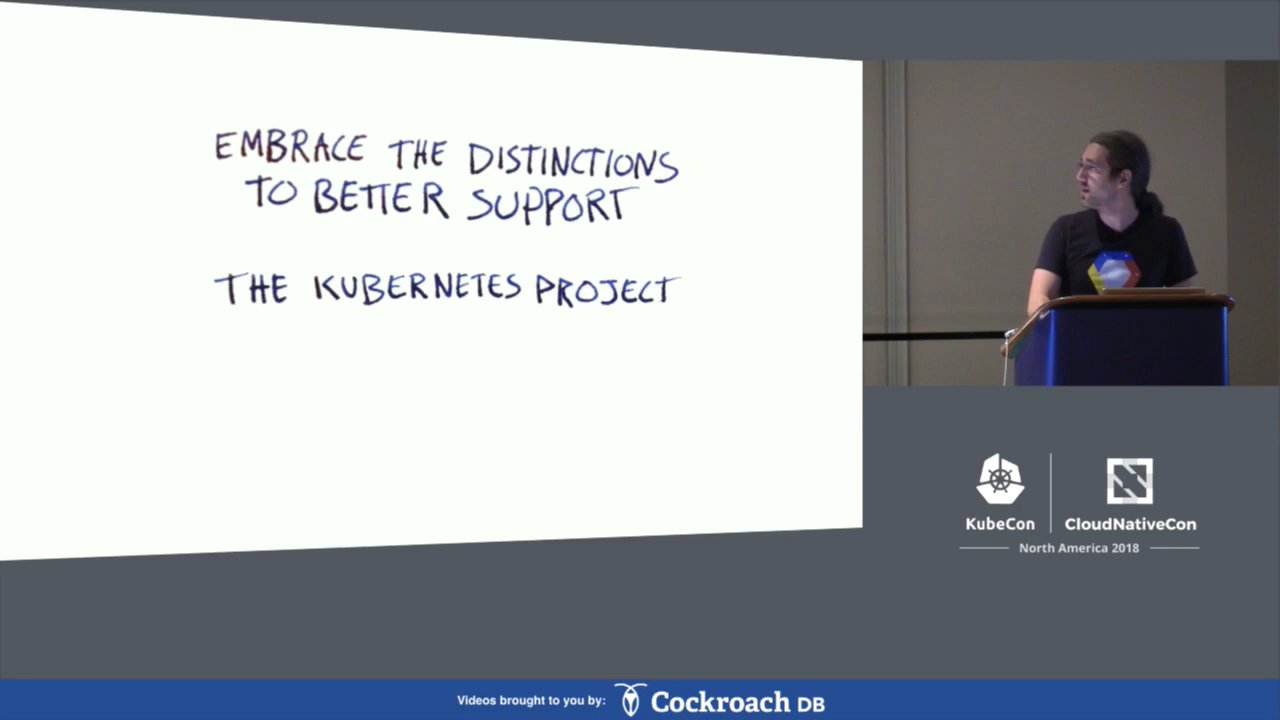 EMBRACE THE DISTINCTIONS
TO BETTER SUPPORT
THE KUBERNETES PROJECT
KubeCon
CloudNativeCon
North America 2018
Videos brought to you by:
Cockroach DB